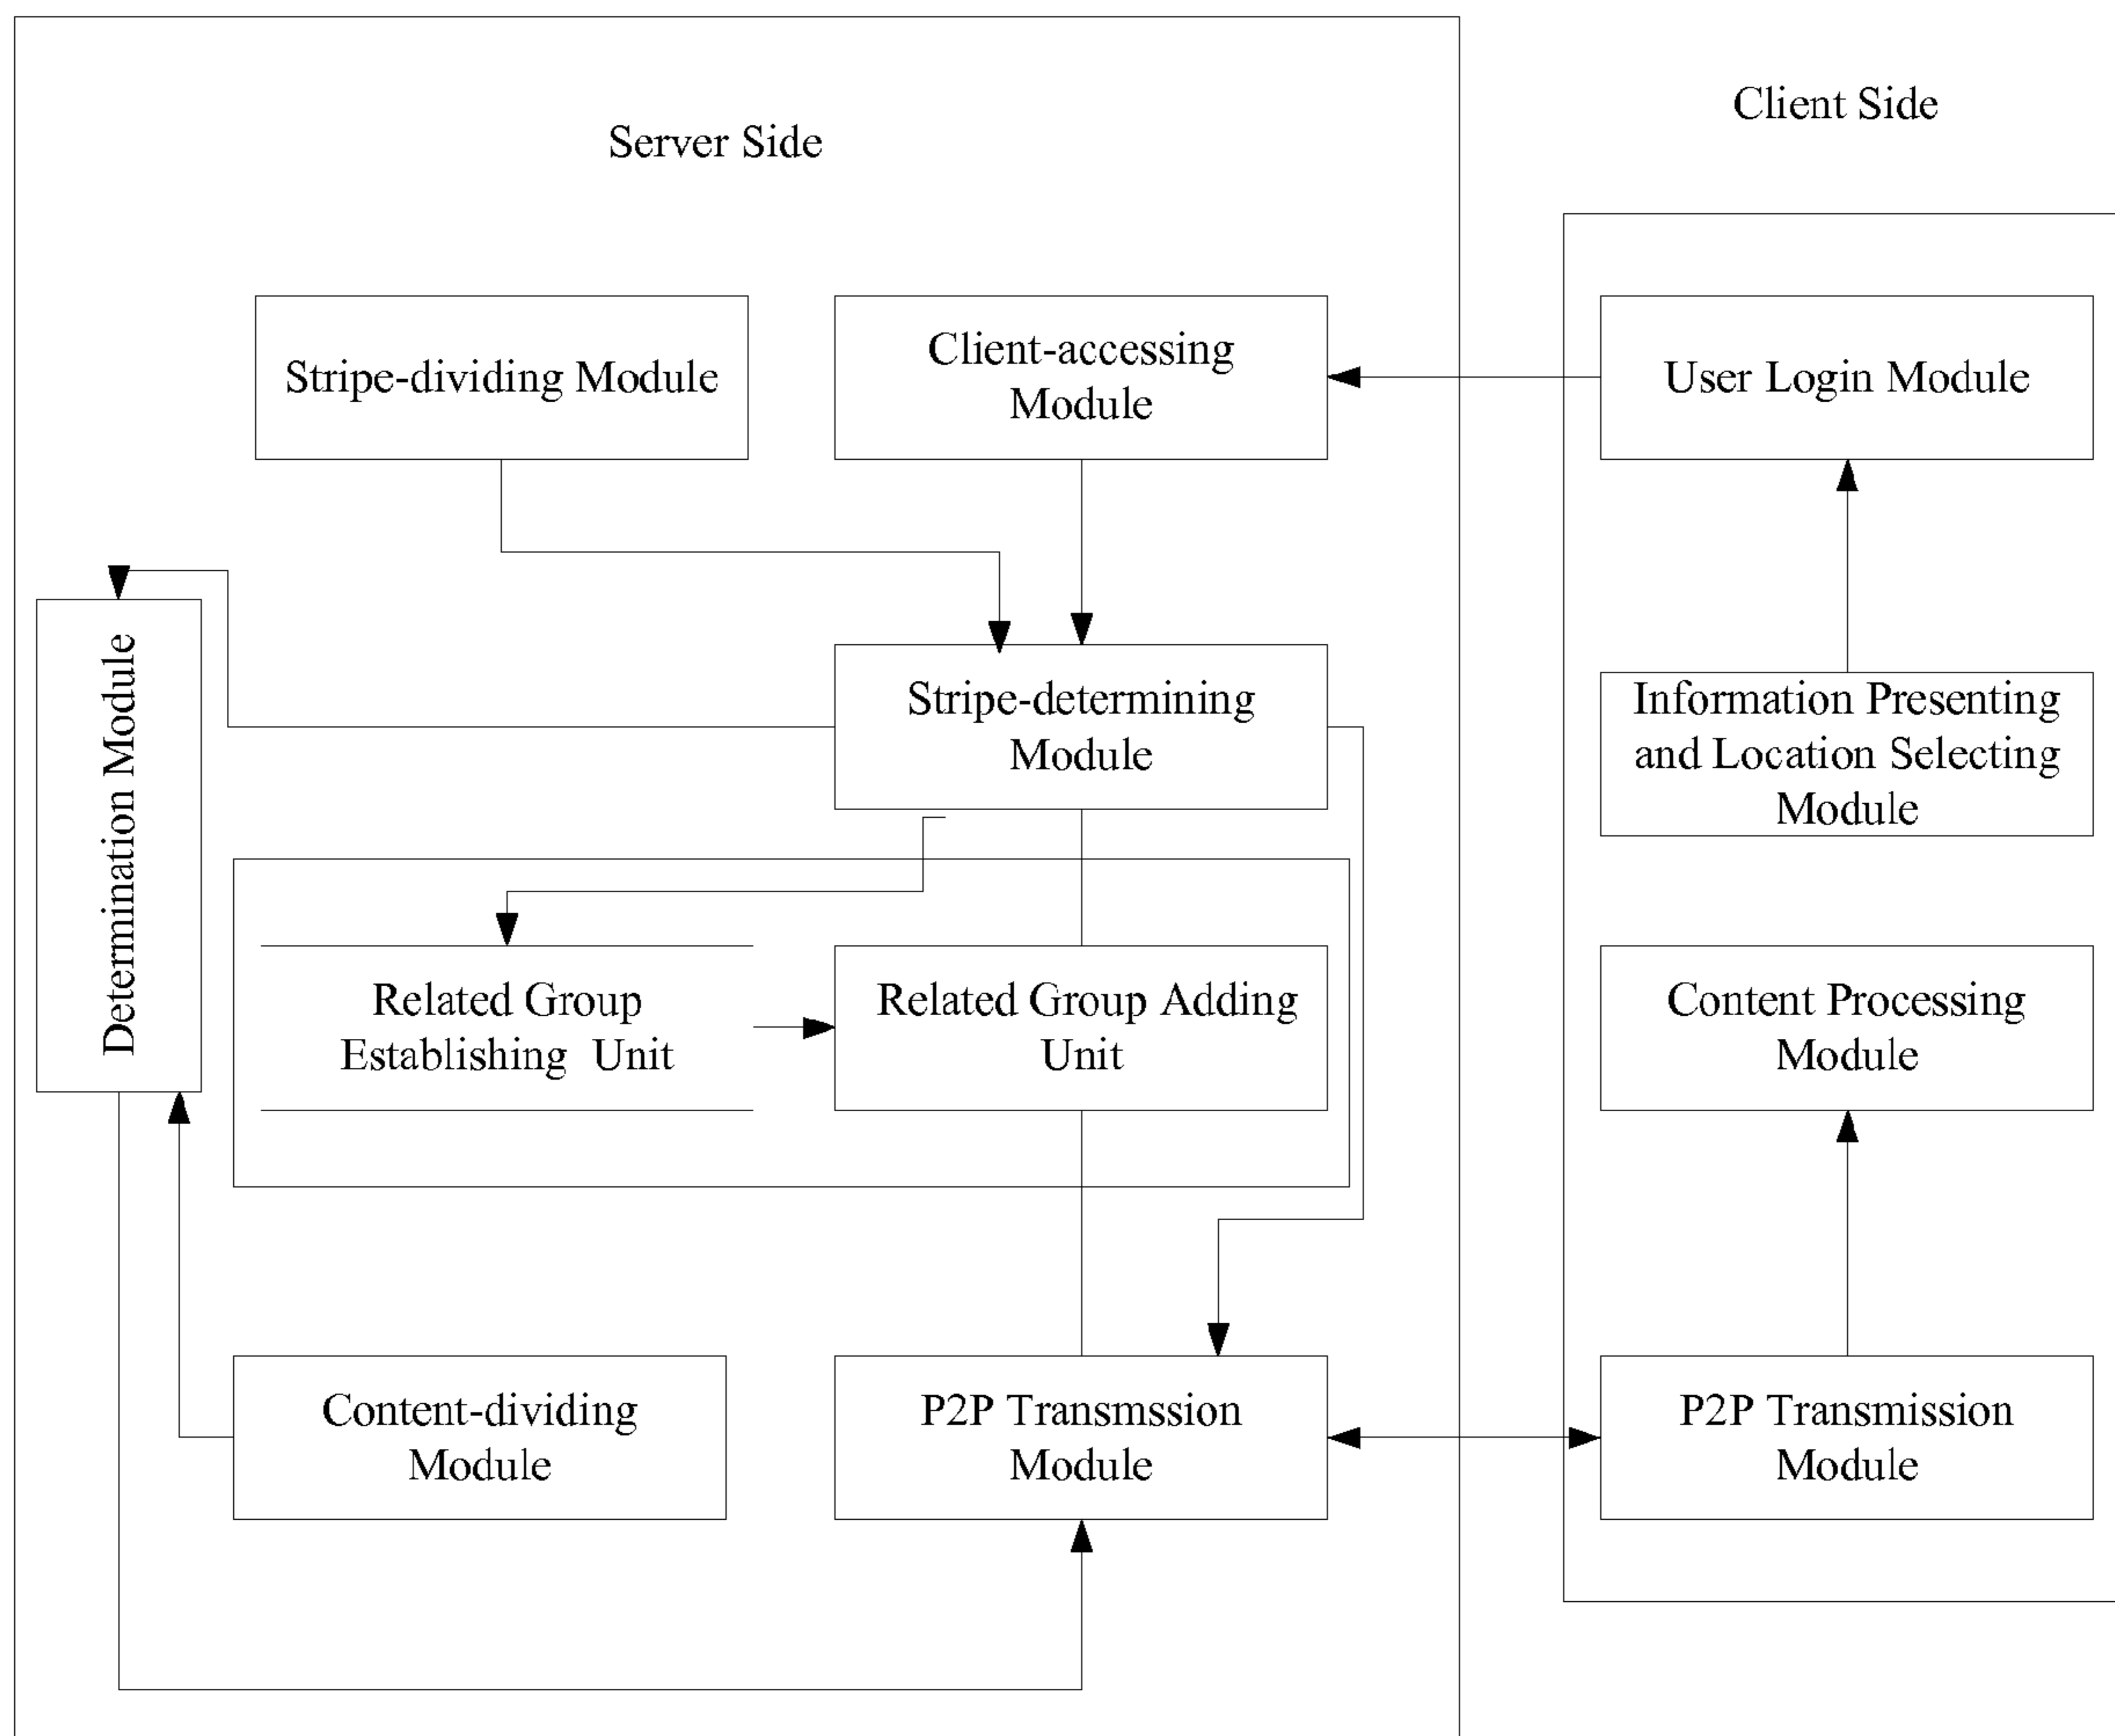 Client Side
Server Side
Stripe-dividing Module
Client-accessing
Module
User Login Module
Determination Module
Stripe-determining
Module
Information Presenting
and Location Selecting
Module
Related Group
Establishing  Unit
Related Group Adding
Unit
Content Processing
Module
Content-dividing
Module
P2P Transmssion
Module
P2P Transmission
Module